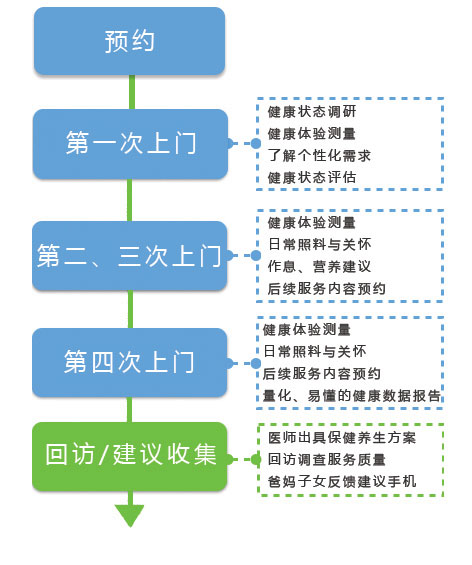 预约
第一次上门
健康状态调研
健康体验测量
了解个性化需求
健康状态评估
第二、三次上门
健康体验测量
日常照料与关怀
作息、营养建议
后续服务内容预约
第四次上门
健康体验测量
日常照料与关怀
后续服务内容预约
量化、易懂的健康数据报告
回访/建议收集
医师出具保健养生方案
回访调查服务质量
爸妈子女反馈建议手机